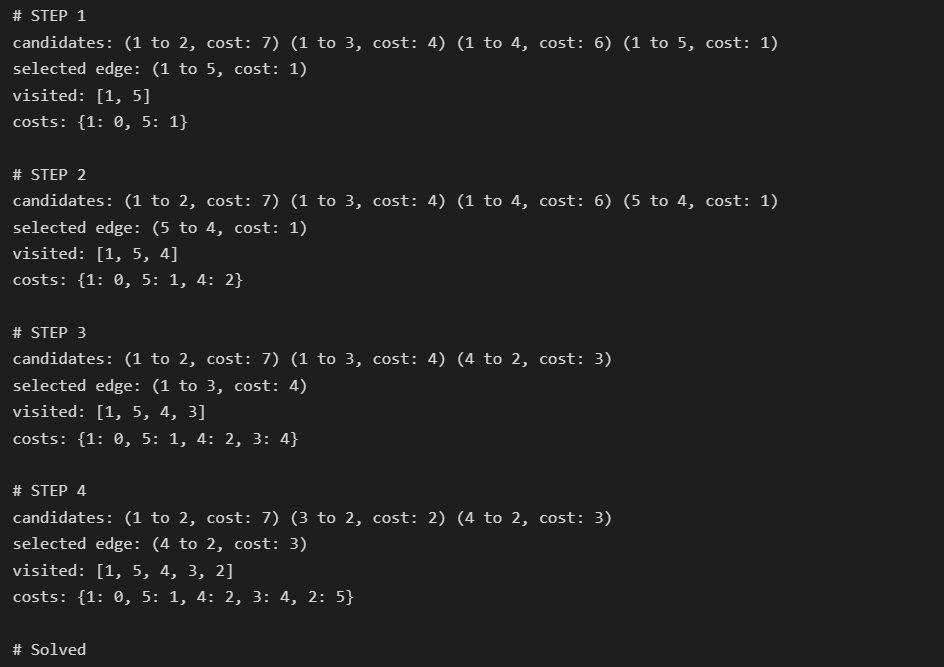 # STEP 1
candidates: (1 to 2, cost: 7) (1 to 3, cost: 4) (1 to 4, cost: 6) (1 to 5, cost: 1)
selected edge: (1 to 5, cost: 1)
visited: [1, 5]
costs: {1: 0, 5: 1}

# STEP 2
candidates: (1 to 2, cost: 7) (1 to 3, cost: 4) (1 to 4, cost: 6) (5 to 4, cost: 1)
selected edge: (5 to 4, cost: 1)
visited: [1, 5, 4]
costs: {1: 0, 5: 1, 4: 2}

# STEP 3
candidates: (1 to 2, cost: 7) (1 to 3, cost: 4) (4 to 2, cost: 3)
selected edge: (1 to 3, cost: 4)
visited: [1, 5, 4, 3]
costs: {1: 0, 5: 1, 4: 2, 3: 4}

# STEP 4
candidates: (1 to 2, cost: 7) (3 to 2, cost: 2) (4 to 2, cost: 3)
selected edge: (4 to 2, cost: 3)
visited: [1, 5, 4, 3, 2]
costs: {1: 0, 5: 1, 4: 2, 3: 4, 2: 5}

# Solved